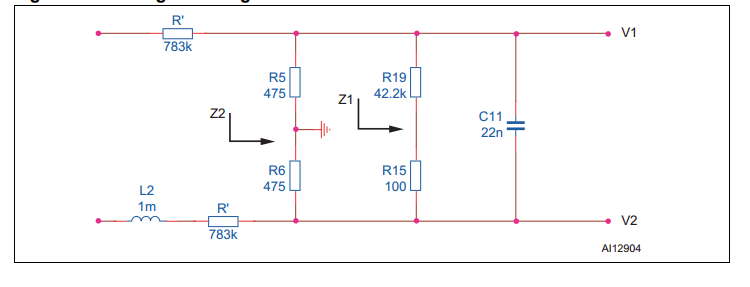 R'
783k
V1
R5
475
R19
42.2k
Z2
Z1
C11
22n
R6
475
R15
100
L2
1m
R'
783k
V2
AI12904